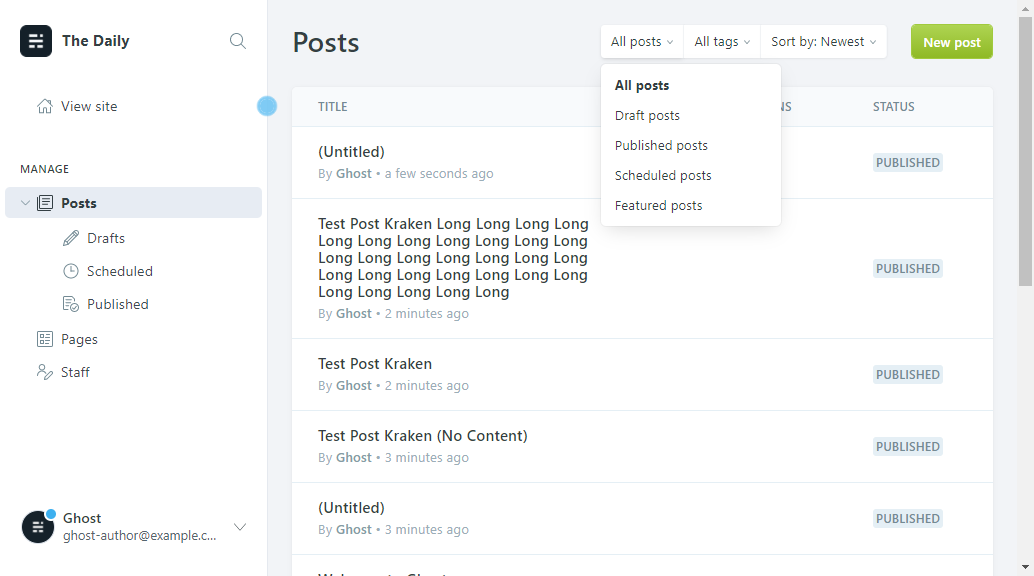 The Daily
View site
MANAGE
Posts
Drafts
Scheduled
Published
Pages
Staff
Ghost
ghost-author@example.c...
Posts
All posts
All tags
Sort by: Newest
New post
All posts
Draft posts
Published posts
Scheduled posts
Featured posts
TITLE
STATUS
(Untitled)
By Ghost • a few seconds ago
PUBLISHED
Test Post Kraken Long Long Long Long
Long Long Long Long Long Long Long
Long Long Long Long Long Long Long
Long Long Long Long Long Long Long
Long Long Long Long Long
By Ghost • 2 minutes ago
PUBLISHED
Test Post Kraken
By Ghost • 2 minutes ago
PUBLISHED
Test Post Kraken (No Content)
By Ghost • 3 minutes ago
PUBLISHED
(Untitled)
By Ghost • 3 minutes ago
PUBLISHED